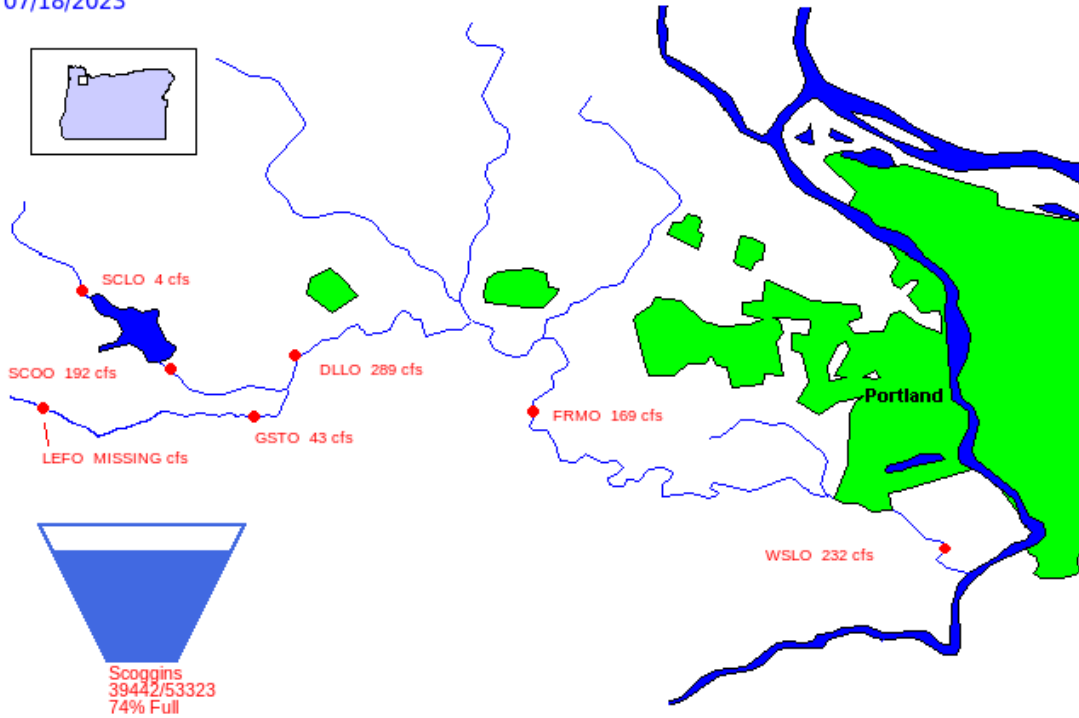 07/18/2023
SCLO 4 cfs
SCOO 192 cfs
DLLO 289 cfs
Portland
FRMO 169 cfs
GSTO 43 cfs
LEFO MISSING cfs
WSLO 232 cfs
Scoggins
39442/53323
74% Full